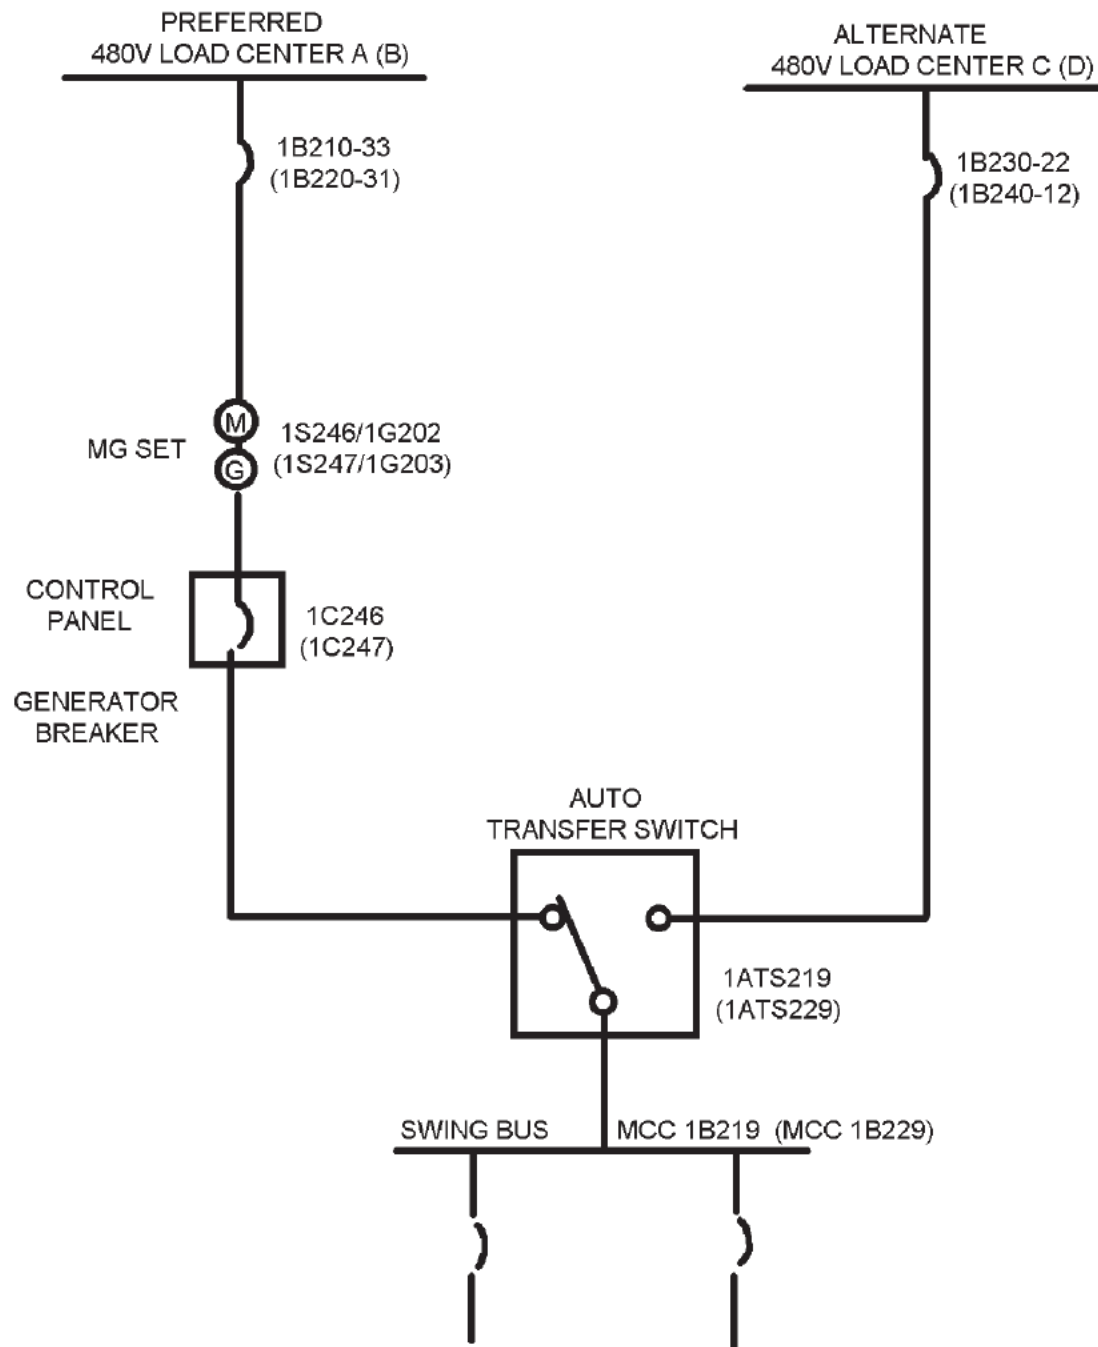 PREFERRED
480V LOAD CENTER A (B)
ALTERNATE
480V LOAD CENTER C (D)
1B210-33
(1B220-31)
1B230-22
(1B240-12)
M
G
MG SET
1S246/1G202
(1S247/1G203)
CONTROL
PANEL
1C246
(1C247)
GENERATOR
BREAKER
AUTO
TRANSFER SWITCH
1ATS219
(1ATS229)
SWING BUS
MCC 1B219 (MCC 1B229)